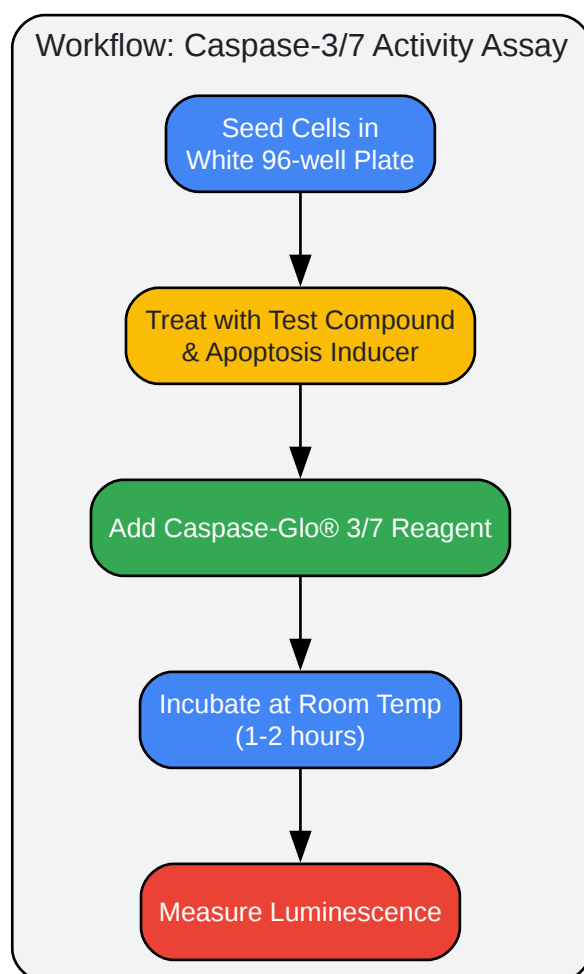 Workflow: Caspase-3/7 Activity Assay
Seed Cells in
White 96-well Plate
Treat with Test Compound
& Apoptosis Inducer
Add Caspase-Glo® 3/7 Reagent
Incubate at Room Temp
(1-2 hours)
Measure Luminescence